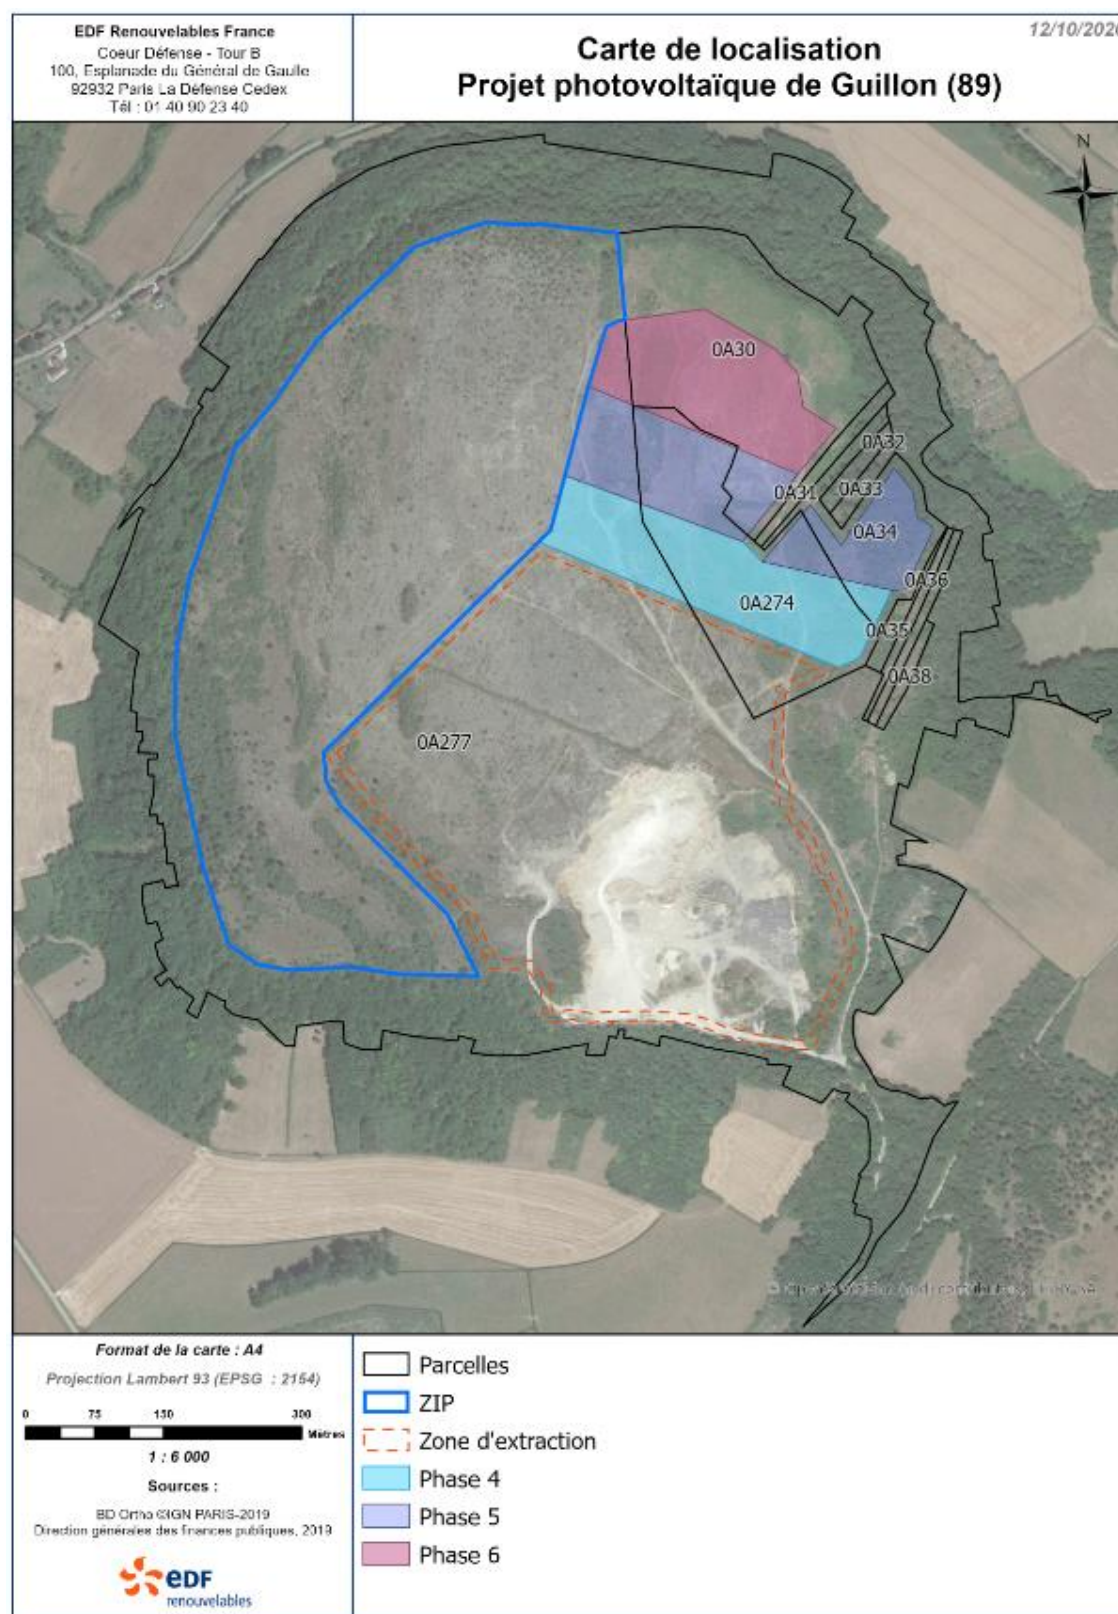 EDF Renouvelables France
Coeur Défense - Tour B
100, Esplanade du Général de Gaulle
92932 Paris La Défense Cedex
Tél : 01 40 90 23 40
12/10/2020
Carte de localisation
Projet photovoltaïque de Guillon (89)
N
0A30
0A32
0A31
0A33
0A34
0A36
0A274
0A35
0A38
0A277
Format de la carte : A4
Projection Lambert 93 (EPSG : 2154)
0 75 150 300
Mètres
1 : 6 000
Sources :
BD Ortho ©IGN PARIS-2019
Direction générales des finances publiques, 2019
edf
renouvelables
Parcelles
ZIP
Zone d'extraction
Phase 4
Phase 5
Phase 6